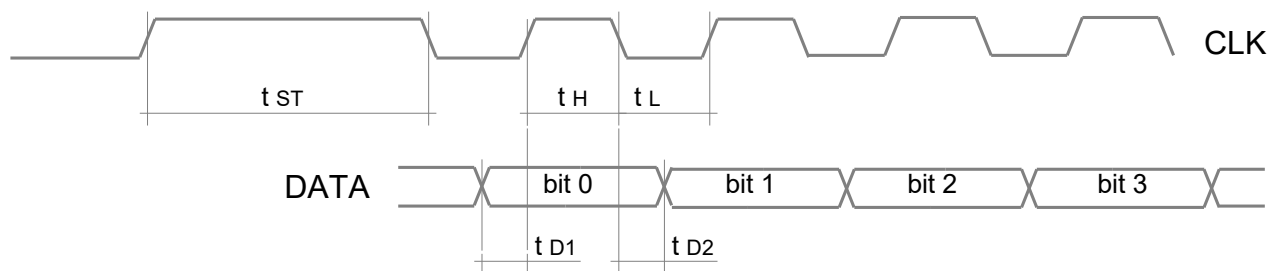 CLK
t ST
t H
t L
DATA
bit 0
bit 1
bit 2
bit 3
t D1
t D2